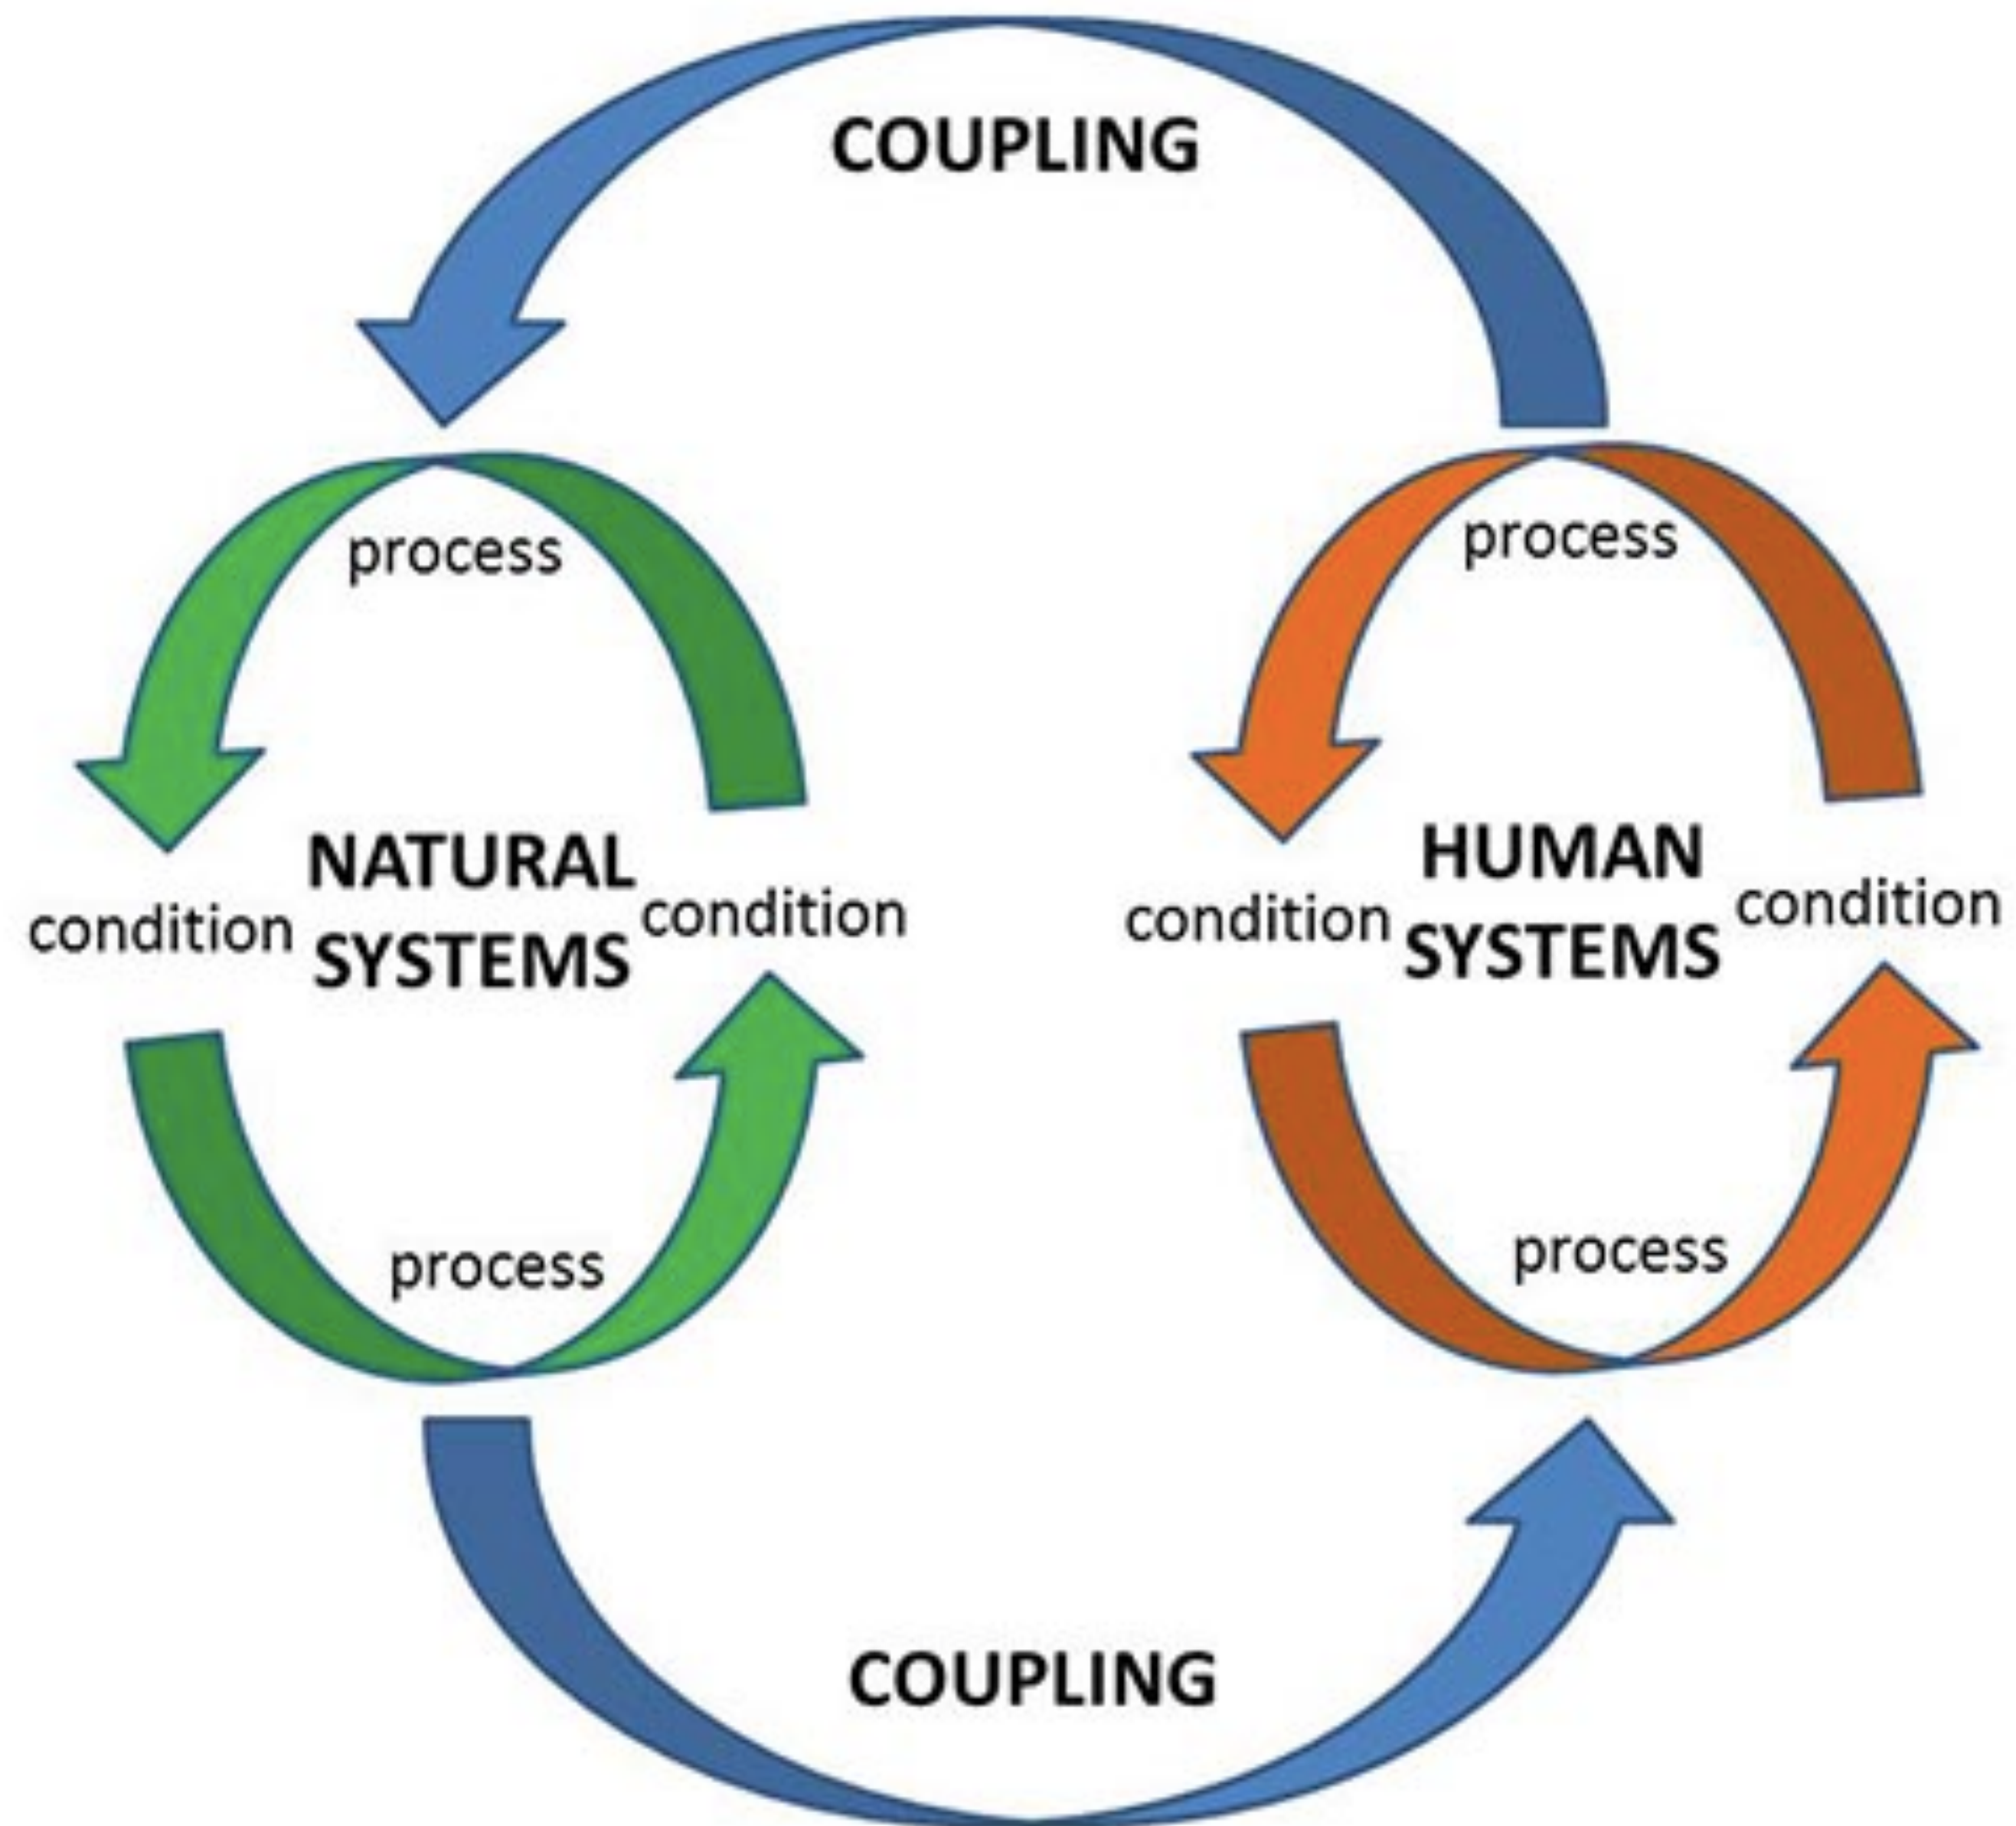 COUPLING
process
process
NATURAL
SYSTEMS
condition
condition
HUMAN
SYSTEMS
condition
condition
process
process
COUPLING